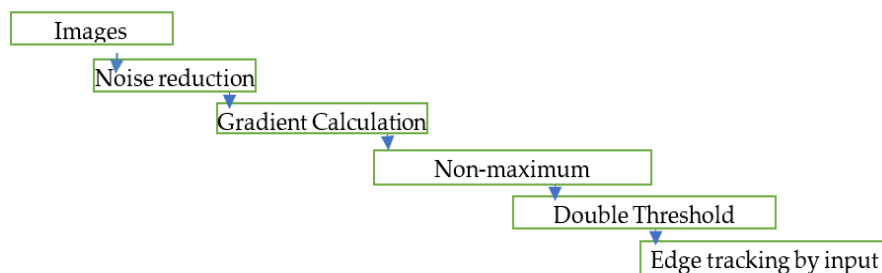 Images
Noise reduction
Gradient Calculation
Non-maximum
Double Threshold
Edge tracking by input